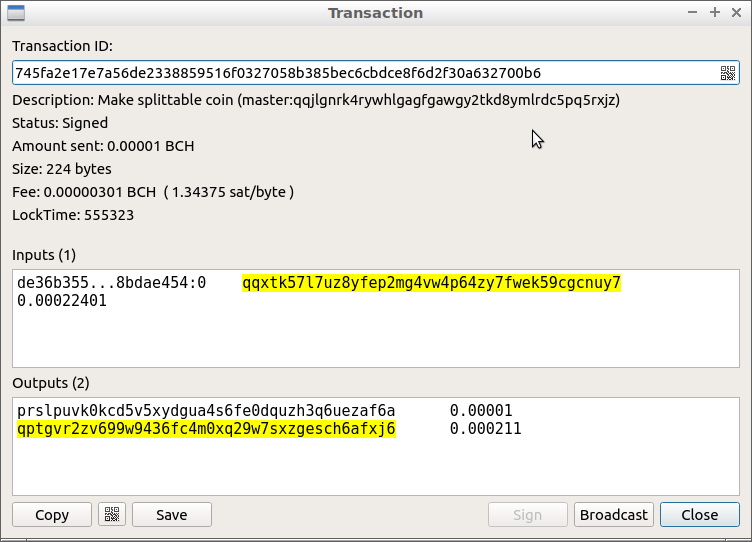 Transaction
Transaction ID:
745fa2e17e7a56de2338859516f0327058b385bec6cbdce8f6d2f30a632700b6
Description: Make splittable coin (master:qqjlgnrk4rywhlgagfgawgy2tkd8ymlrdc5pq5rxjz)
Status: Signed
Amount sent: 0.00001 BCH
Size: 224 bytes
Fee: 0.00000301 BCH  ( 1.34375 sat/byte )
LockTime: 555323
Inputs (1)
de36b355...8bdae454:0    qqxtk57l7uz8yfep2mg4vw4p64zy7fwek59cgcnuy7
0.00022401
Outputs (2)
prslpuvk0kcd5v5xydgua4s6fe0dquzh3q6uezaf6a      0.00001
qptgvr2zv699w9436fc4m0xq29w7sxzgesch6afxj6      0.000211
Copy Save Sign Broadcast Close